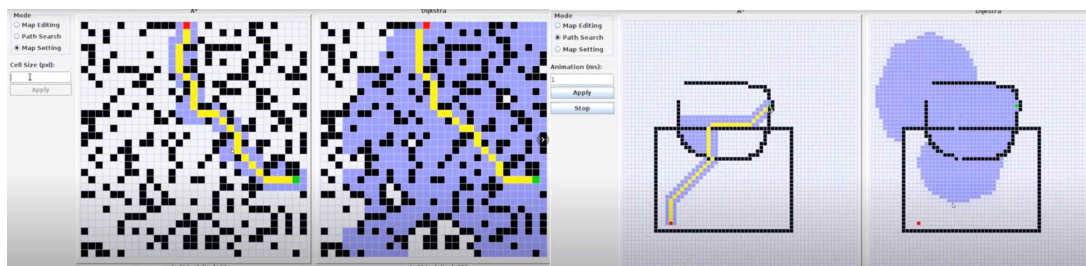 Mode
Map Editing
Path Search
Map Setting
Cell Size (px):
Apply
A*
Dijkstra
Mode
Map Editing
Path Search
Map Setting
Animation (ms):
1
Apply
Stop
A*
Dijkstra